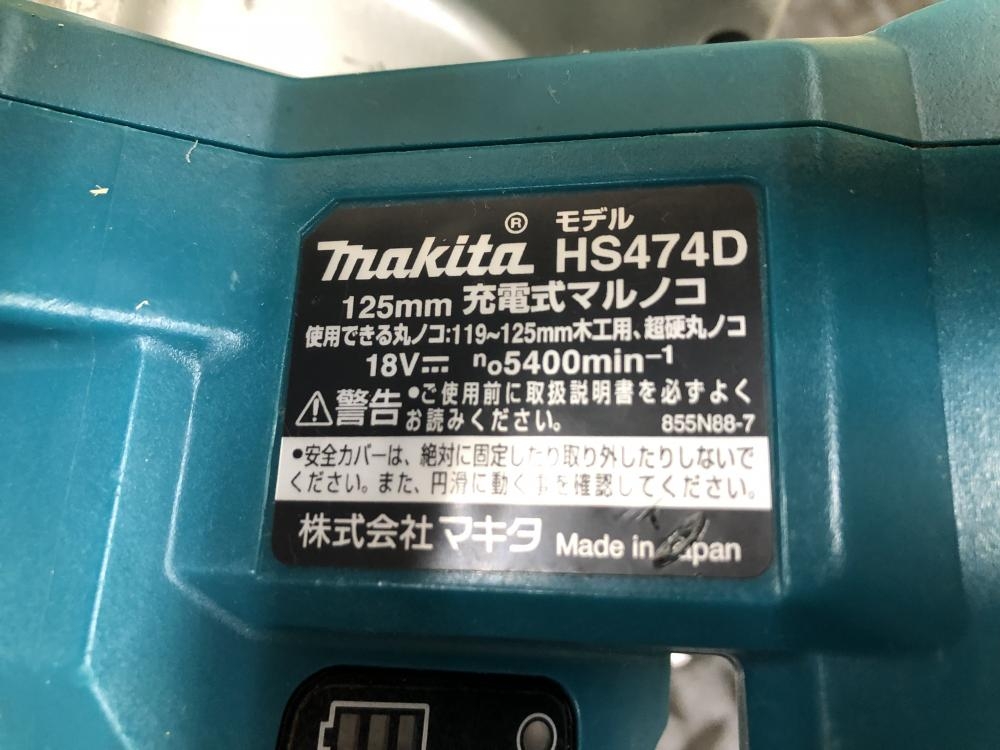 makita® モデル HS474D
125mm 充電式マルノコ
使用できる丸ノコ:119~125mm木工用、超硬丸ノコ
18V⎓ n₀5400min⁻¹
⚠警告 •ご使用前に取扱説明書を必ずよく
お読みください。 855N88-7
•安全カバーは、絶対に固定したり取り外したりしないで
ください。また、円滑に動く事を確認してください。
株式会社 マキタ Made in Japan